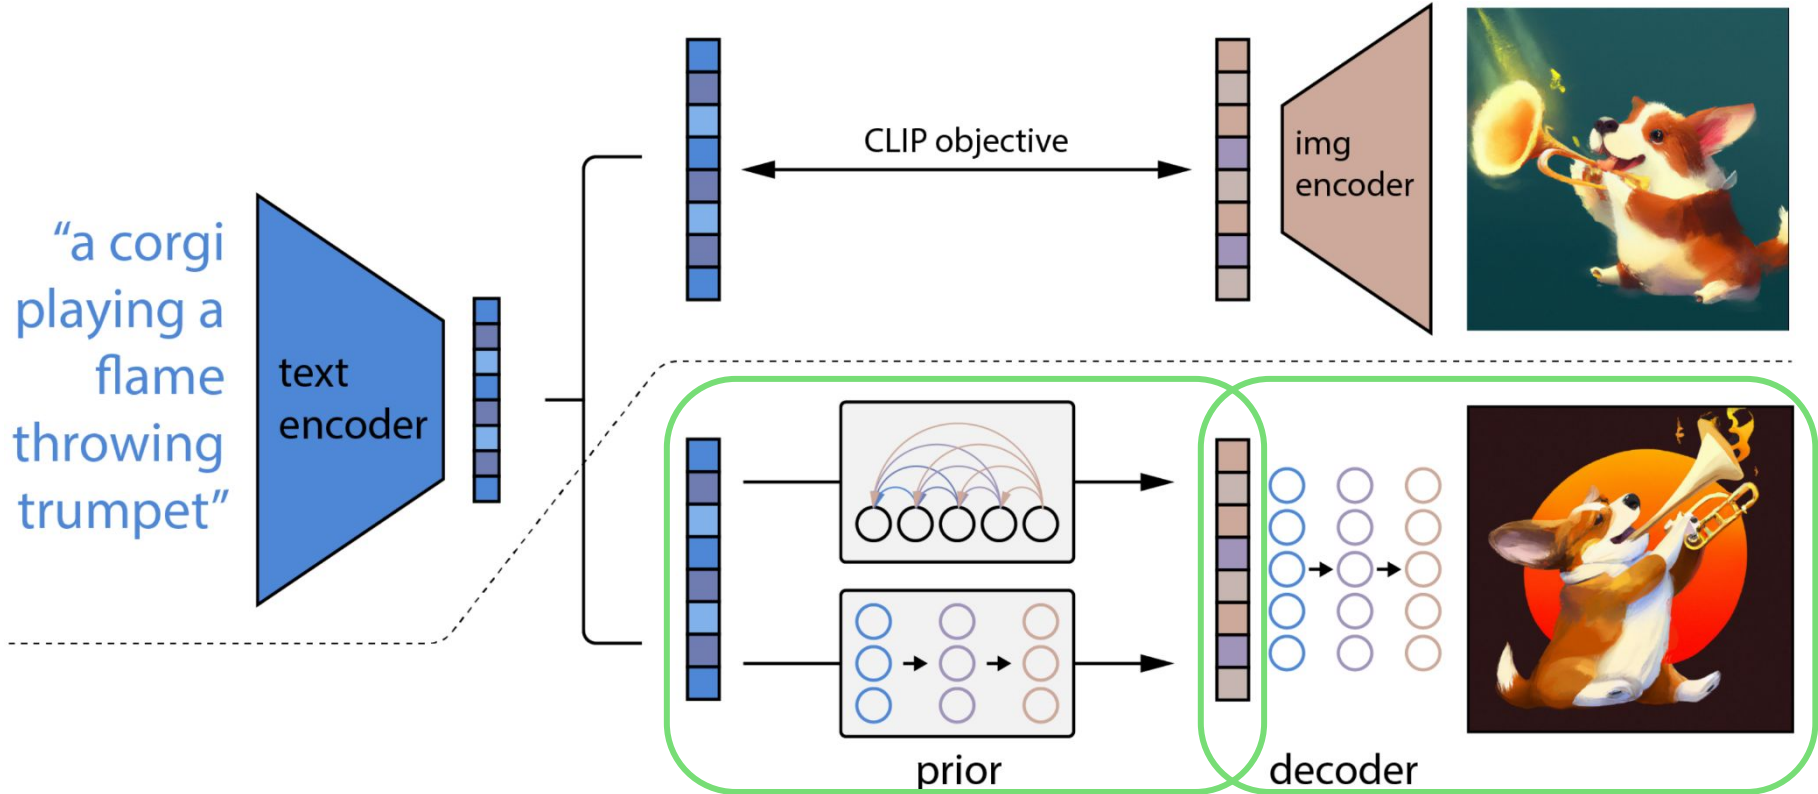 “a corgi
playing a
flame
throwing
trumpet”
text
encoder
CLIP objective
img
encoder
prior
decoder